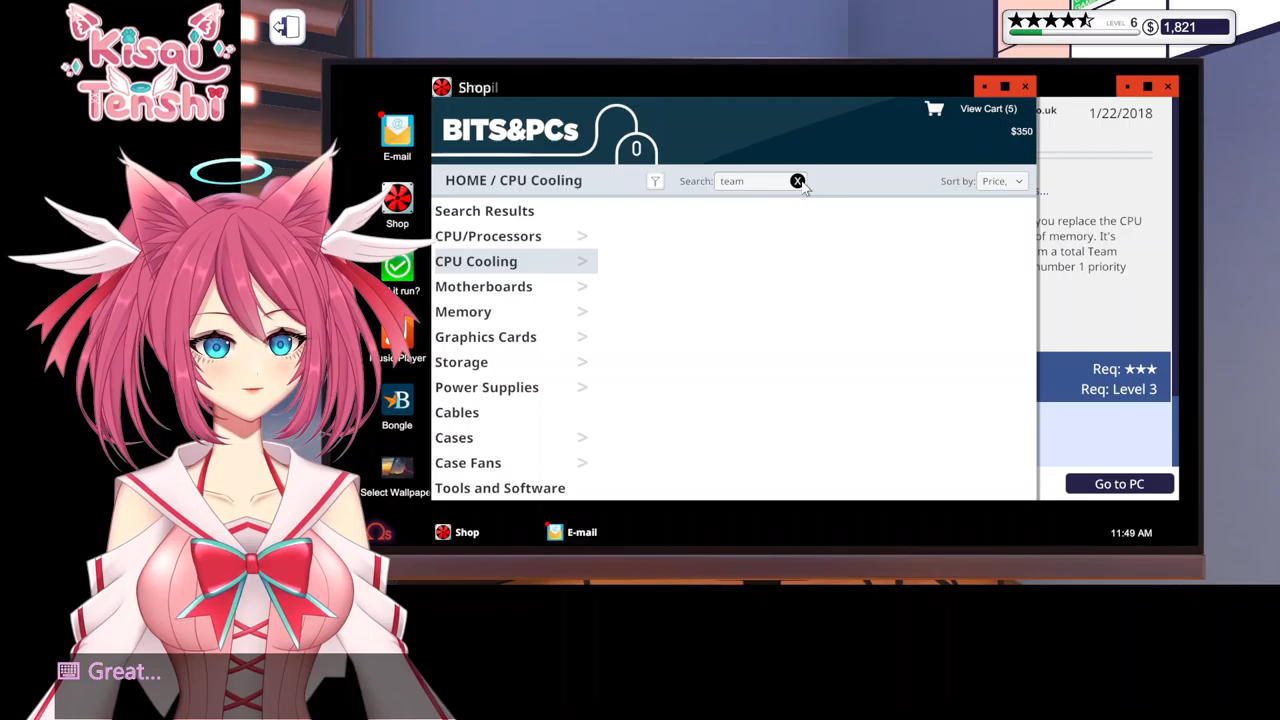 Kisai
Tenshi
LEVEL 6
$ 1,821
Shop
BITS&PCs
View Cart (5)
$350
HOME / CPU Cooling
Search: team
X
Sort by: Price,
Search Results
CPU/Processors >
CPU Cooling >
Motherboards >
Memory >
Graphics Cards >
Storage >
Power Supplies >
Cables
Cases >
Case Fans >
Tools and Software
E-mail
Shop
it run?
Music Player
B
Bongle
Select Wallpape
o.uk
1/22/2018
you replace the CPU
of memory. It's
m a total Team
number 1 priority
Req: ★★★
Req: Level 3
Go to PC
Shop
E-mail
11:49 AM
Great...